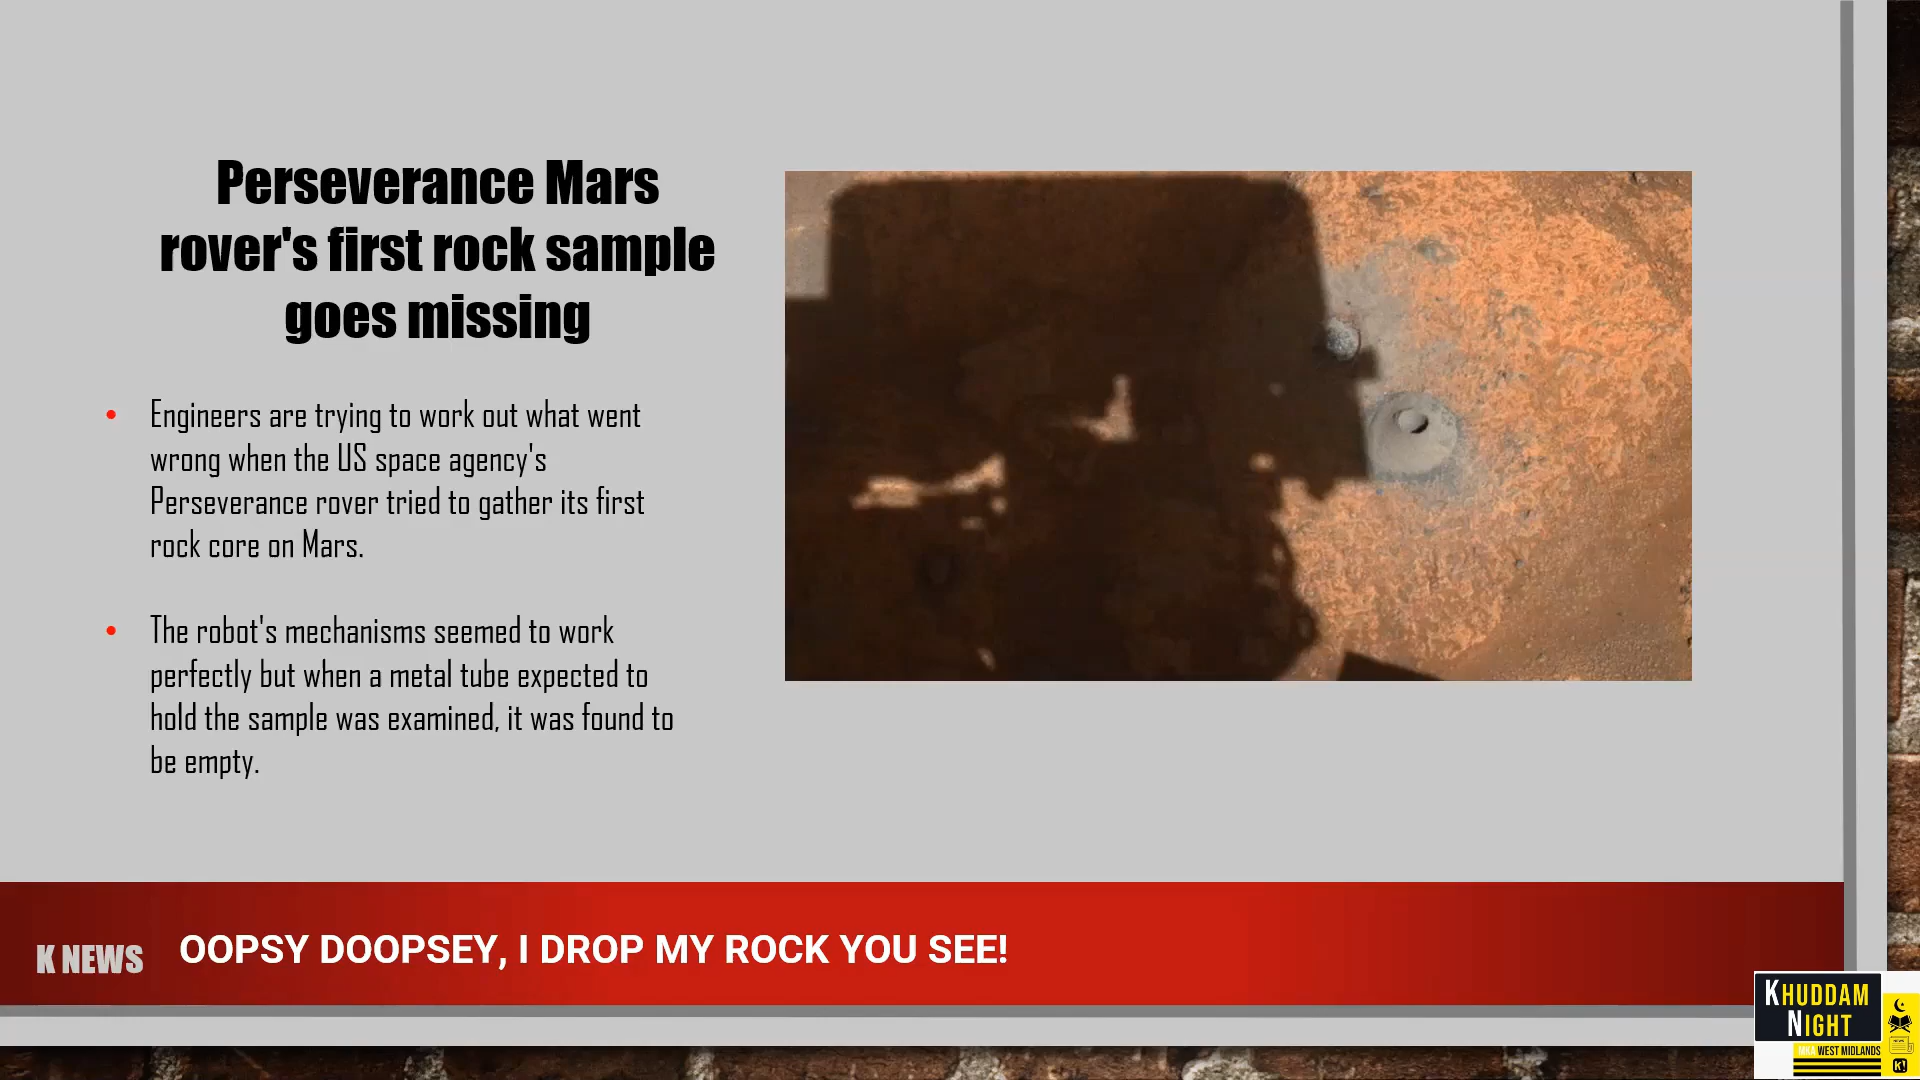 Perseverance Mars
rover's first rock sample
goes missing
• Engineers are trying to work out what went
wrong when the US space agency's
Perseverance rover tried to gather its first
rock core on Mars.
• The robot's mechanisms seemed to work
perfectly but when a metal tube expected to
hold the sample was examined, it was found to
be empty.
K NEWS
OOPSY DOOPSEY, I DROP MY ROCK YOU SEE!
KHUDDAM
NIGHT
MKA WEST MIDLANDS
NEWS
K!